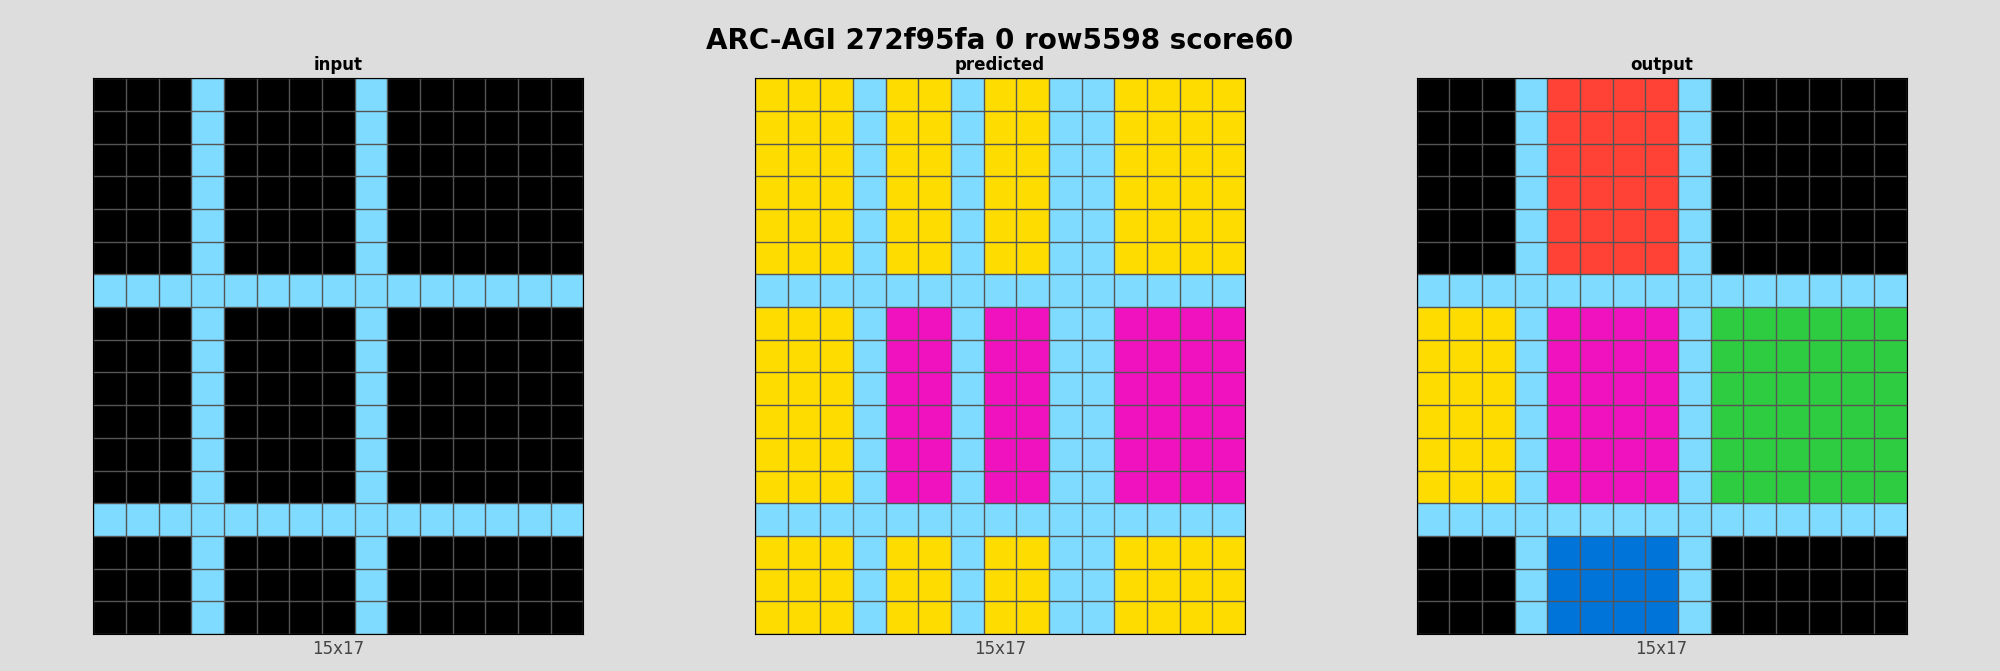 ARC-AGI 272f95fa 0 row5598 score60
input
predicted
output
15x17
15x17
15x17